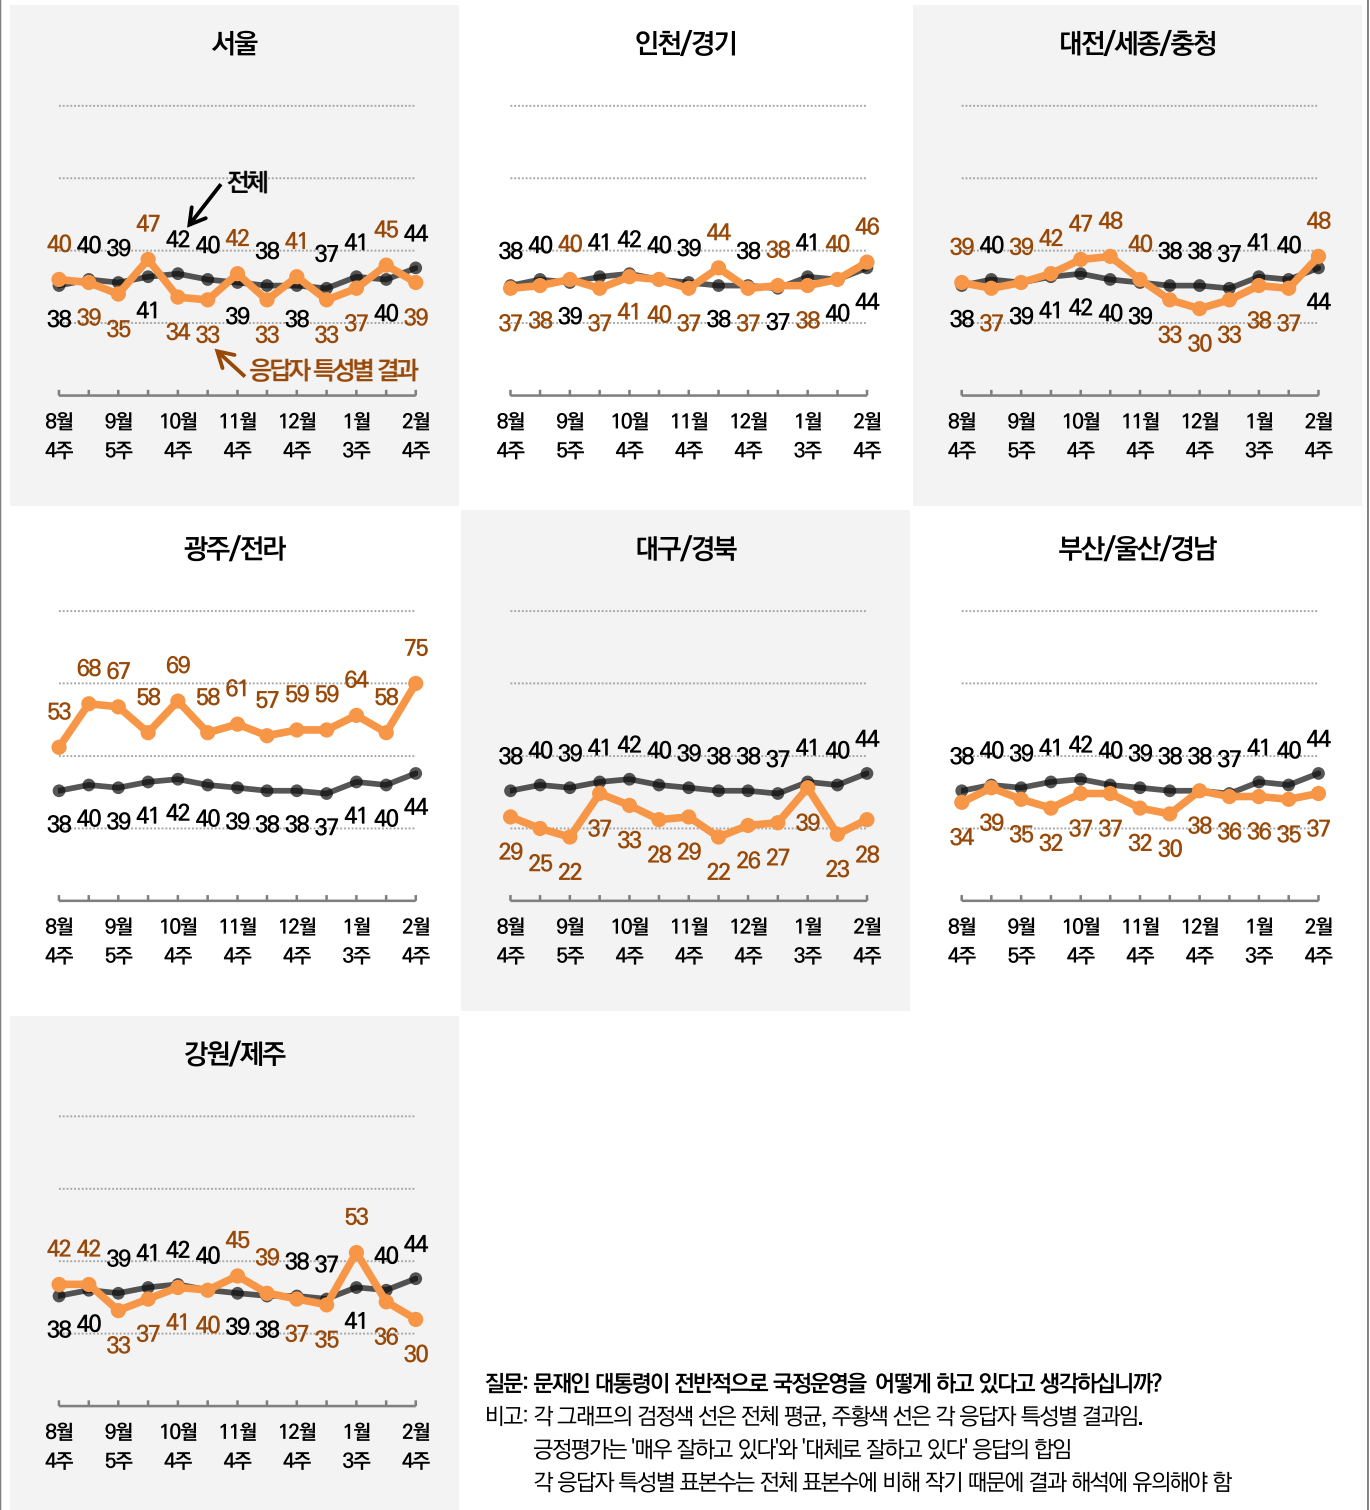 서울
전체
40 40 39 47 42 40 42 38 41 37 41 45 44
38 39 35 41 34 33 39 33 38 33 37 40 39
응답자 특성별 결과
8월 9월 10월 11월 12월 1월 2월
4주 5주 4주 4주 4주 3주 4주
인천/경기
38 40 40 41 42 40 39 44 38 38 41 40 46
37 38 39 37 41 40 37 38 37 37 38 40 44
8월 9월 10월 11월 12월 1월 2월
4주 5주 4주 4주 4주 3주 4주
대전/세종/충청
39 40 39 42 47 48 40 38 38 37 41 40 48
38 37 39 41 42 40 39 33 30 33 38 37 44
8월 9월 10월 11월 12월 1월 2월
4주 5주 4주 4주 4주 3주 4주
광주/전라
53 68 67 58 69 58 61 57 59 59 64 58 75
38 40 39 41 42 40 39 38 38 37 41 40 44
8월 9월 10월 11월 12월 1월 2월
4주 5주 4주 4주 4주 3주 4주
대구/경북
38 40 39 41 42 40 39 38 38 37 41 40 44
29 25 22 37 33 28 29 22 26 27 39 23 28
8월 9월 10월 11월 12월 1월 2월
4주 5주 4주 4주 4주 3주 4주
부산/울산/경남
38 40 39 41 42 40 39 38 38 37 41 40 44
34 39 35 32 37 37 32 30 38 36 36 35 37
8월 9월 10월 11월 12월 1월 2월
4주 5주 4주 4주 4주 3주 4주
강원/제주
42 42 39 41 42 40 45 39 38 37 53 40 44
38 40 33 37 41 40 39 38 37 35 41 36 30
8월 9월 10월 11월 12월 1월 2월
4주 5주 4주 4주 4주 3주 4주
질문: 문재인 대통령이 전반적으로 국정운영을 어떻게 하고 있다고 생각하십니까?
비고: 각 그래프의 검정색 선은 전체 평균, 주황색 선은 각 응답자 특성별 결과임.
긍정평가는 '매우 잘하고 있다'와 '대체로 잘하고 있다' 응답의 합임
각 응답자 특성별 표본수는 전체 표본수에 비해 작기 때문에 결과 해석에 유의해야 함